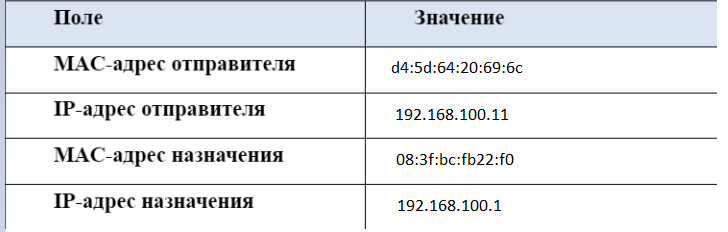 Поле Значение
MAC-адрес отправителя d4:5d:64:20:69:6c
IP-адрес отправителя 192.168.100.11
MAC-адрес назначения 08:3f:bc:fb22:f0
IP-адрес назначения 192.168.100.1